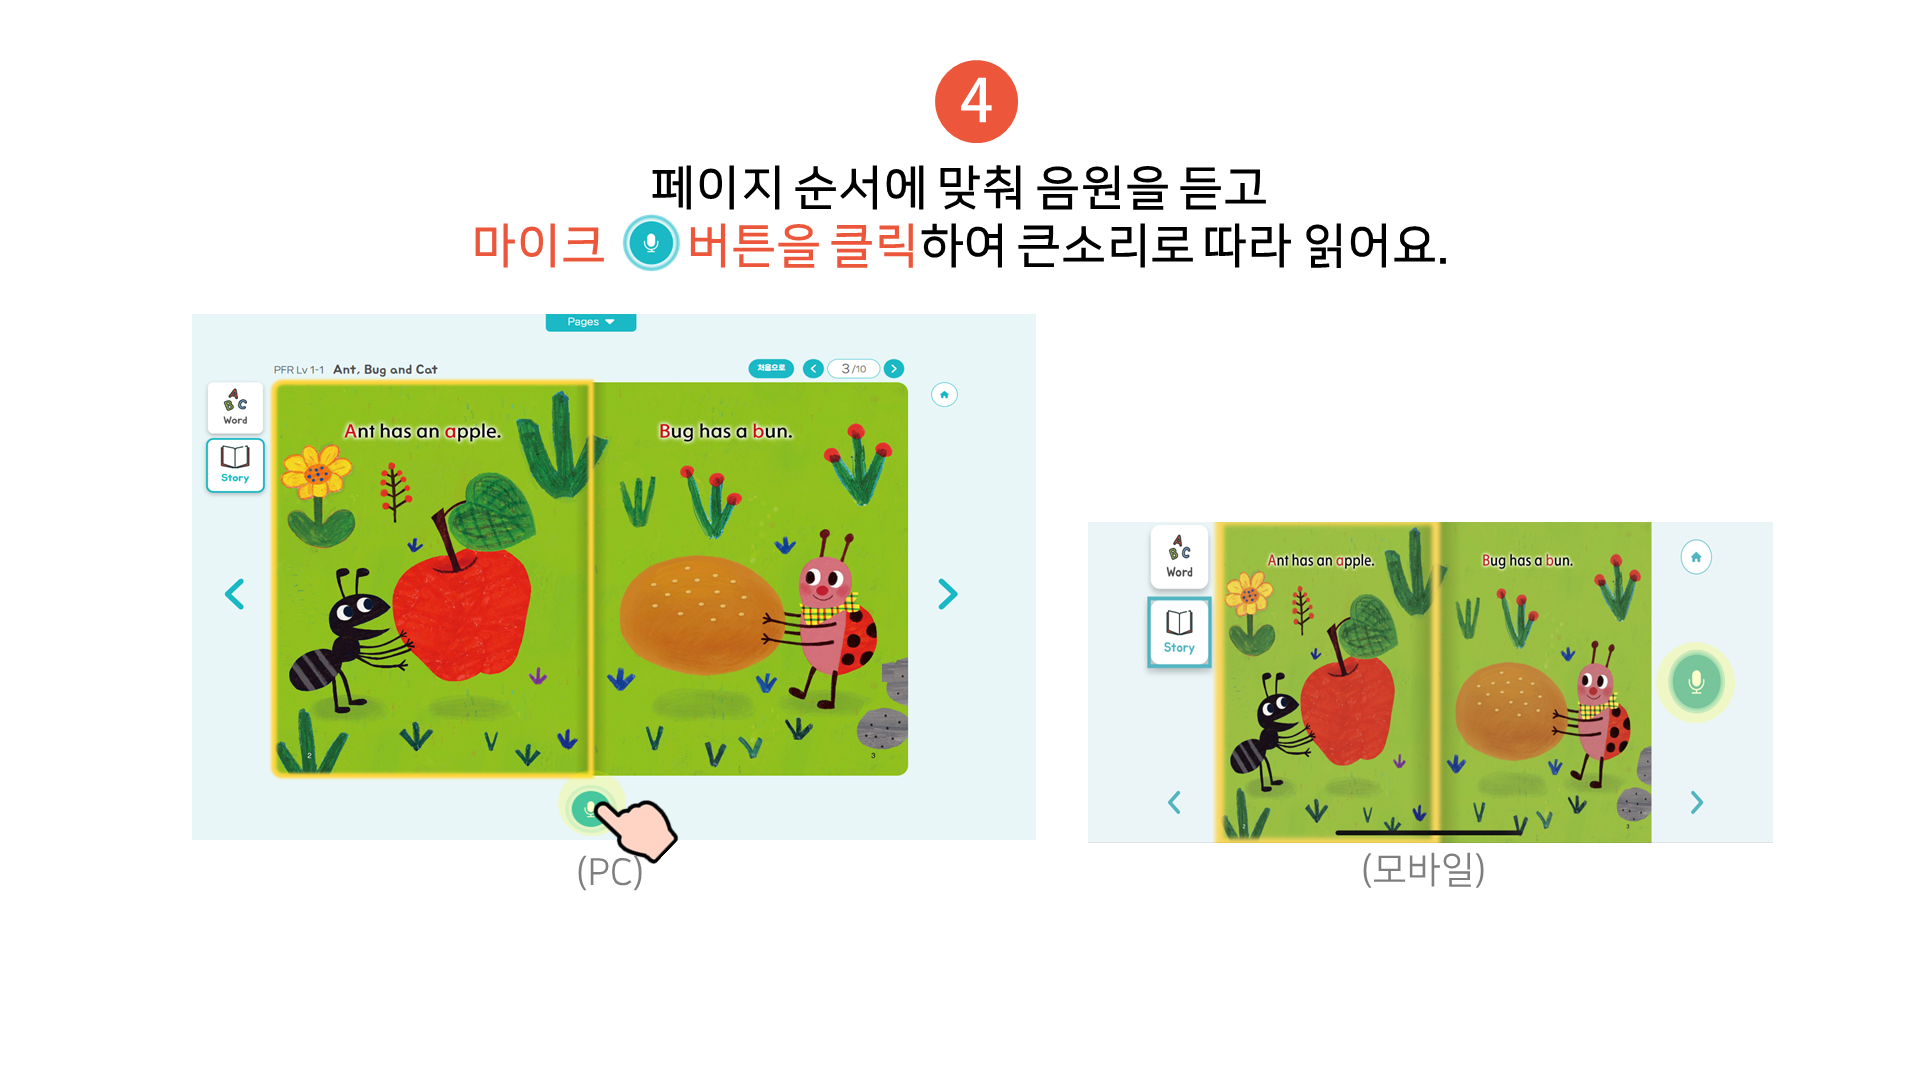 4
페이지 순서에 맞춰 음원을 듣고
마이크 버튼을 클릭하여 큰소리로 따라 읽어요.
Pages
PFR Lv 1-1 Ant, Bug and Cat
처음으로
3/10
A
B C
Word
Story
Ant has an apple.
Bug has a bun.
2
3
(PC)
A
B C
Word
Story
Ant has an apple.
Bug has a bun.
2
3
(모바일)